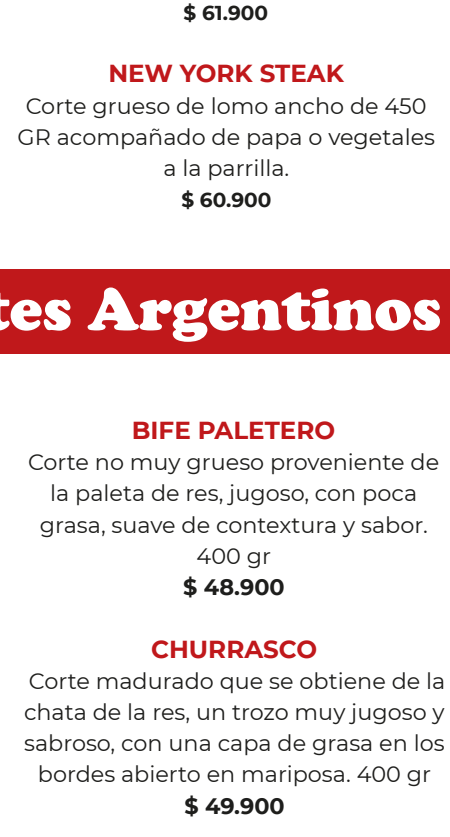 $ 61.900
NEW YORK STEAK
Corte grueso de lomo ancho de 450
GR acompañado de papa o vegetales
a la parrilla.
$ 60.900
tes Argentinos
BIFE PALETERO
Corte no muy grueso proveniente de
la paleta de res, jugoso, con poca
grasa, suave de contextura y sabor.
400 gr
$ 48.900
CHURRASCO
Corte madurado que se obtiene de la
chata de la res, un trozo muy jugoso y
sabroso, con una capa de grasa en los
bordes abierto en mariposa. 400 gr
$ 49.900